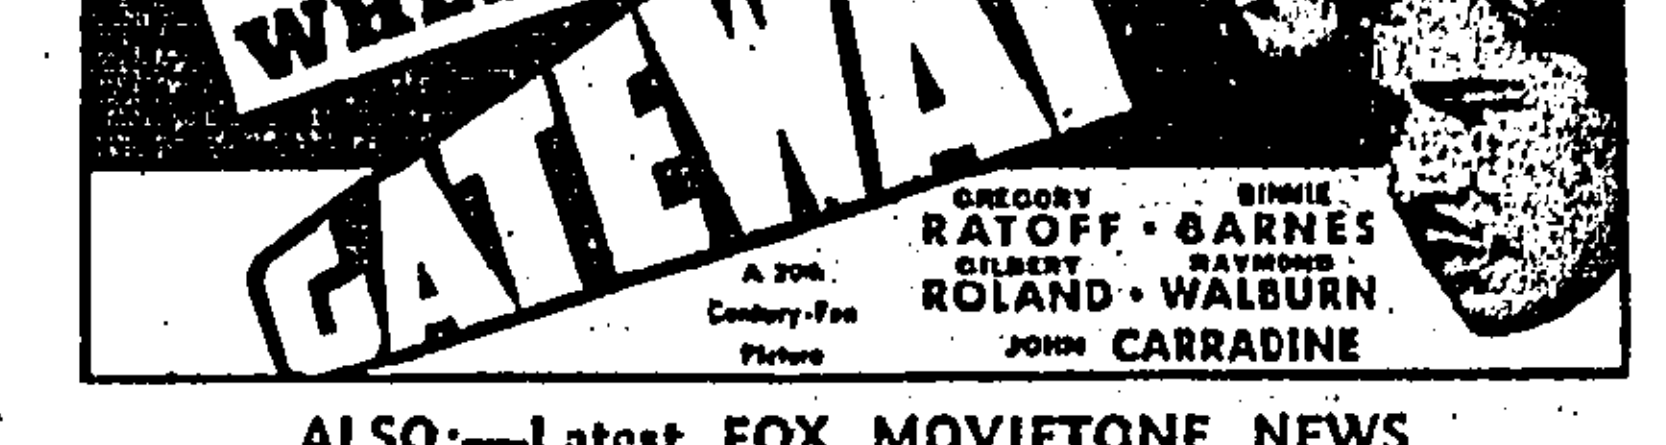 GATEWAY
GREGORY BINNIE
RATOFF · BARNES
GILBERT RAYMOND
ROLAND · WALBURN
JOHN CARRADINE
A 20th
Century-Fox
Picture
ALSO:—Latest FOX MOVIETONE NEWS